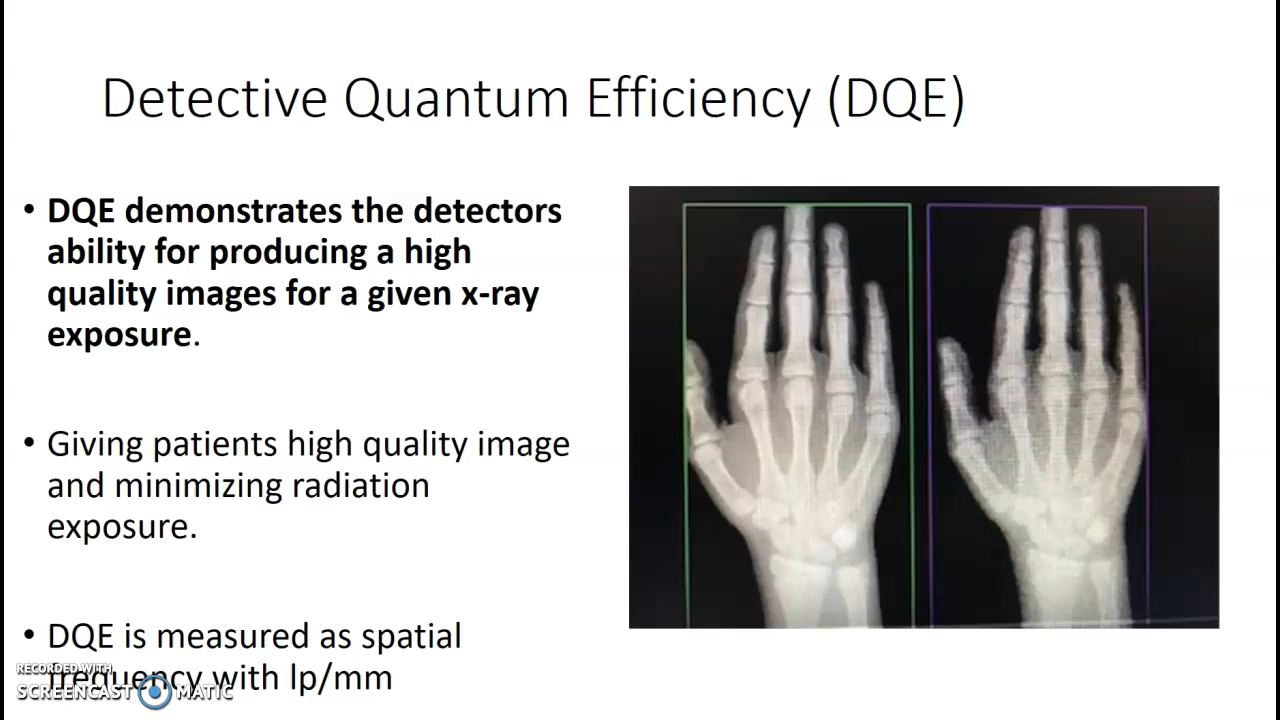 Detective Quantum Efficiency (DQE)
• DQE demonstrates the detectors
ability for producing a high
quality images for a given x-ray
exposure.
• Giving patients high quality image
and minimizing radiation
exposure.
• DQE is measured as spatial
frequency with lp/mm
RECORDED WITH
SCREENCAST MATIC